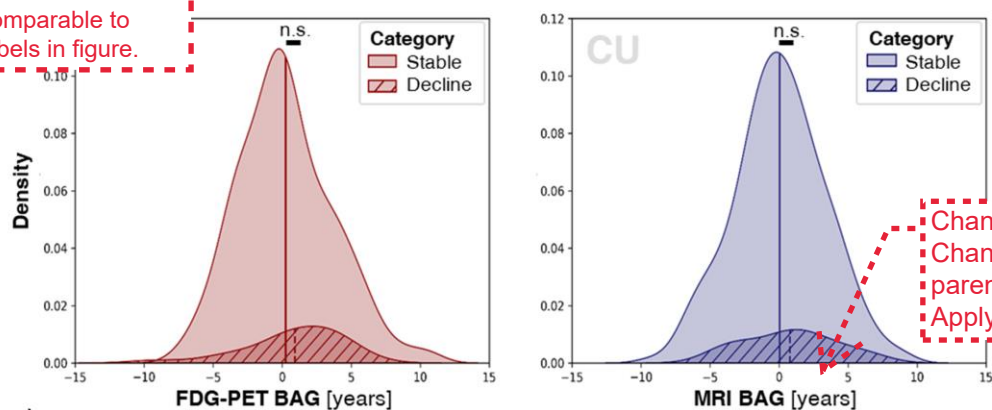 omparable to
bels in figure.
n.s.
Category
Stable
Decline
0.10
0.08
0.06
0.04
0.02
0.00
Density
−15 −10 −5 0 5 10 15
FDG-PET BAG [years]
CU
n.s.
Category
Stable
Decline
0.12
0.10
0.08
0.06
0.04
0.02
0.00
−15 −10 −5 0 5 10 15
MRI BAG [years]
Chan
Chan
paren
Apply